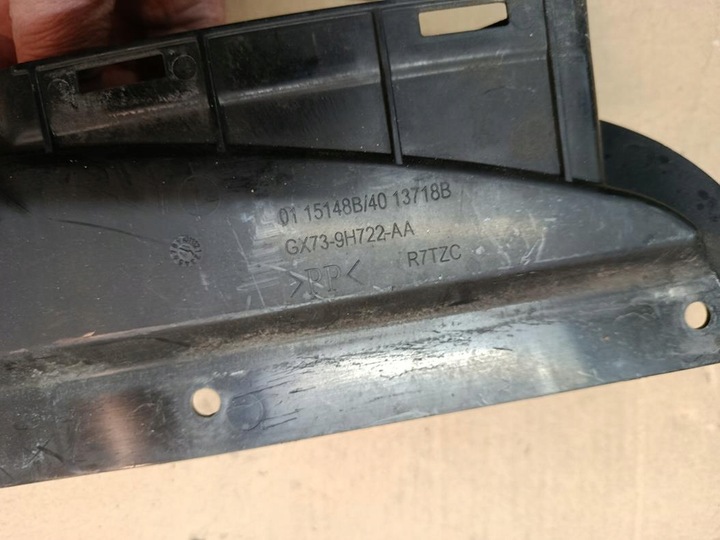 01 15148B/40 13718B
GX73-9H722-AA
>PP< R7TZC